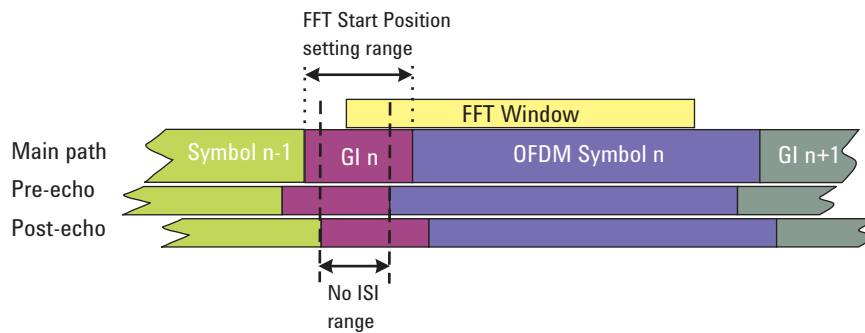 FFT Start Position
setting range
FFT Window
Main path
Symbol n-1
GI n
OFDM Symbol n
GI n+1
Pre-echo
Post-echo
No ISI
range